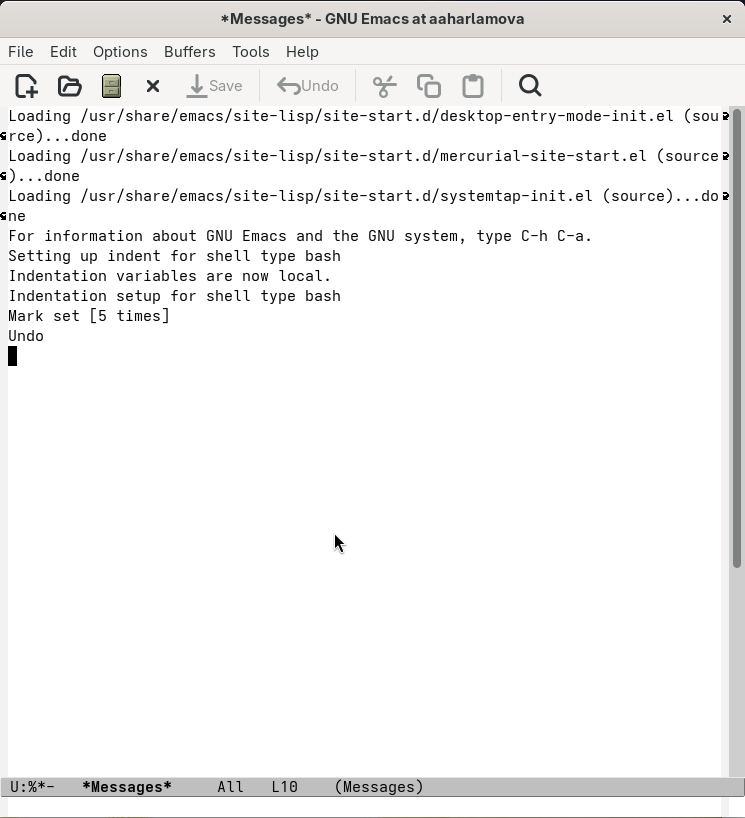 *Messages* - GNU Emacs at aaharlamova
File Edit Options Buffers Tools Help
Save Undo
Loading /usr/share/emacs/site-lisp/site-start.d/desktop-entry-mode-init.el (sou
rce)...done
Loading /usr/share/emacs/site-lisp/site-start.d/mercurial-site-start.el (source
)...done
Loading /usr/share/emacs/site-lisp/site-start.d/systemtap-init.el (source)...do
ne
For information about GNU Emacs and the GNU system, type C-h C-a.
Setting up indent for shell type bash
Indentation variables are now local.
Indentation setup for shell type bash
Mark set [5 times]
Undo
U:%*-  *Messages*  All  L10  (Messages)